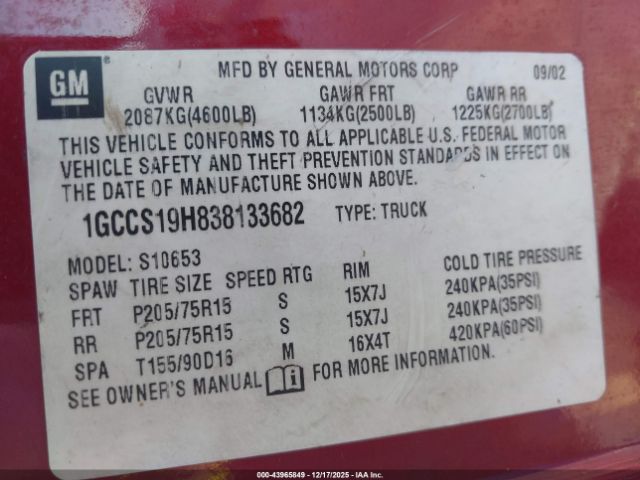 GM
MFD BY GENERAL MOTORS CORP 09/02
GVWR GAWR FRT GAWR RR
2087KG(4600LB) 1134KG(2500LB) 1225KG(2700LB)
THIS VEHICLE CONFORMS TO ALL APPLICABLE U.S. FEDERAL MOTOR
VEHICLE SAFETY AND THEFT PREVENTION STANDARDS IN EFFECT ON
THE DATE OF MANUFACTURE SHOWN ABOVE.
1GCCS19H838133682 TYPE: TRUCK
MODEL: S10653
SPAW TIRE SIZE SPEED RTG RIM COLD TIRE PRESSURE
FRT P205/75R15 S 15X7J 240KPA(35PSI)
RR P205/75R15 S 15X7J 240KPA(35PSI)
SPA T155/90D16 M 16X4T 420KPA(60PSI)
SEE OWNER'S MANUAL i FOR MORE INFORMATION.
000-43965849 12/17/2025 IAAI.CA